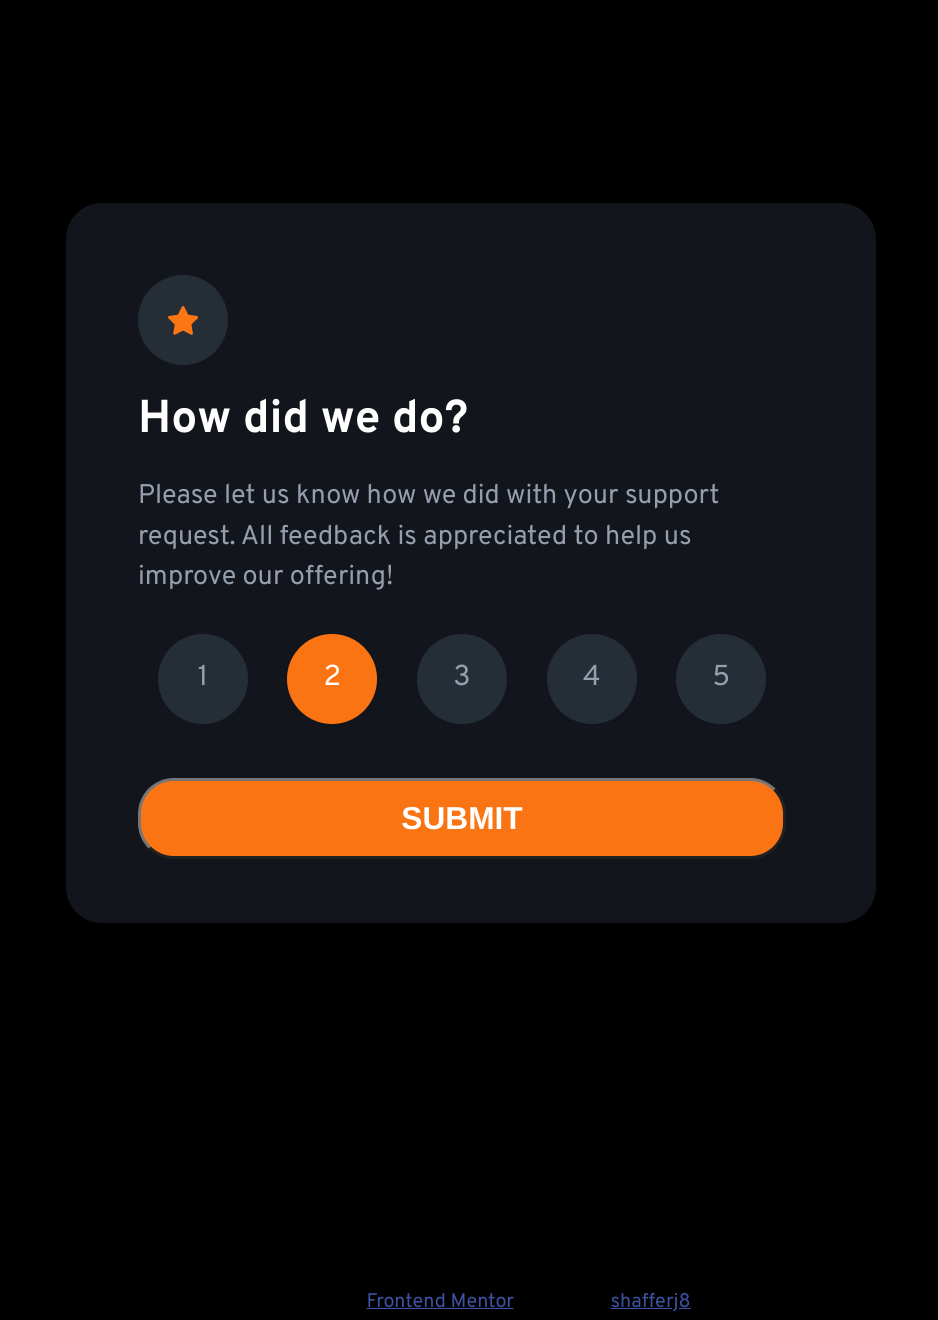 How did we do?
Please let us know how we did with your support
request. All feedback is appreciated to help us
improve our offering!
1 2 3 4 5
SUBMIT
Frontend Mentor shafferj8